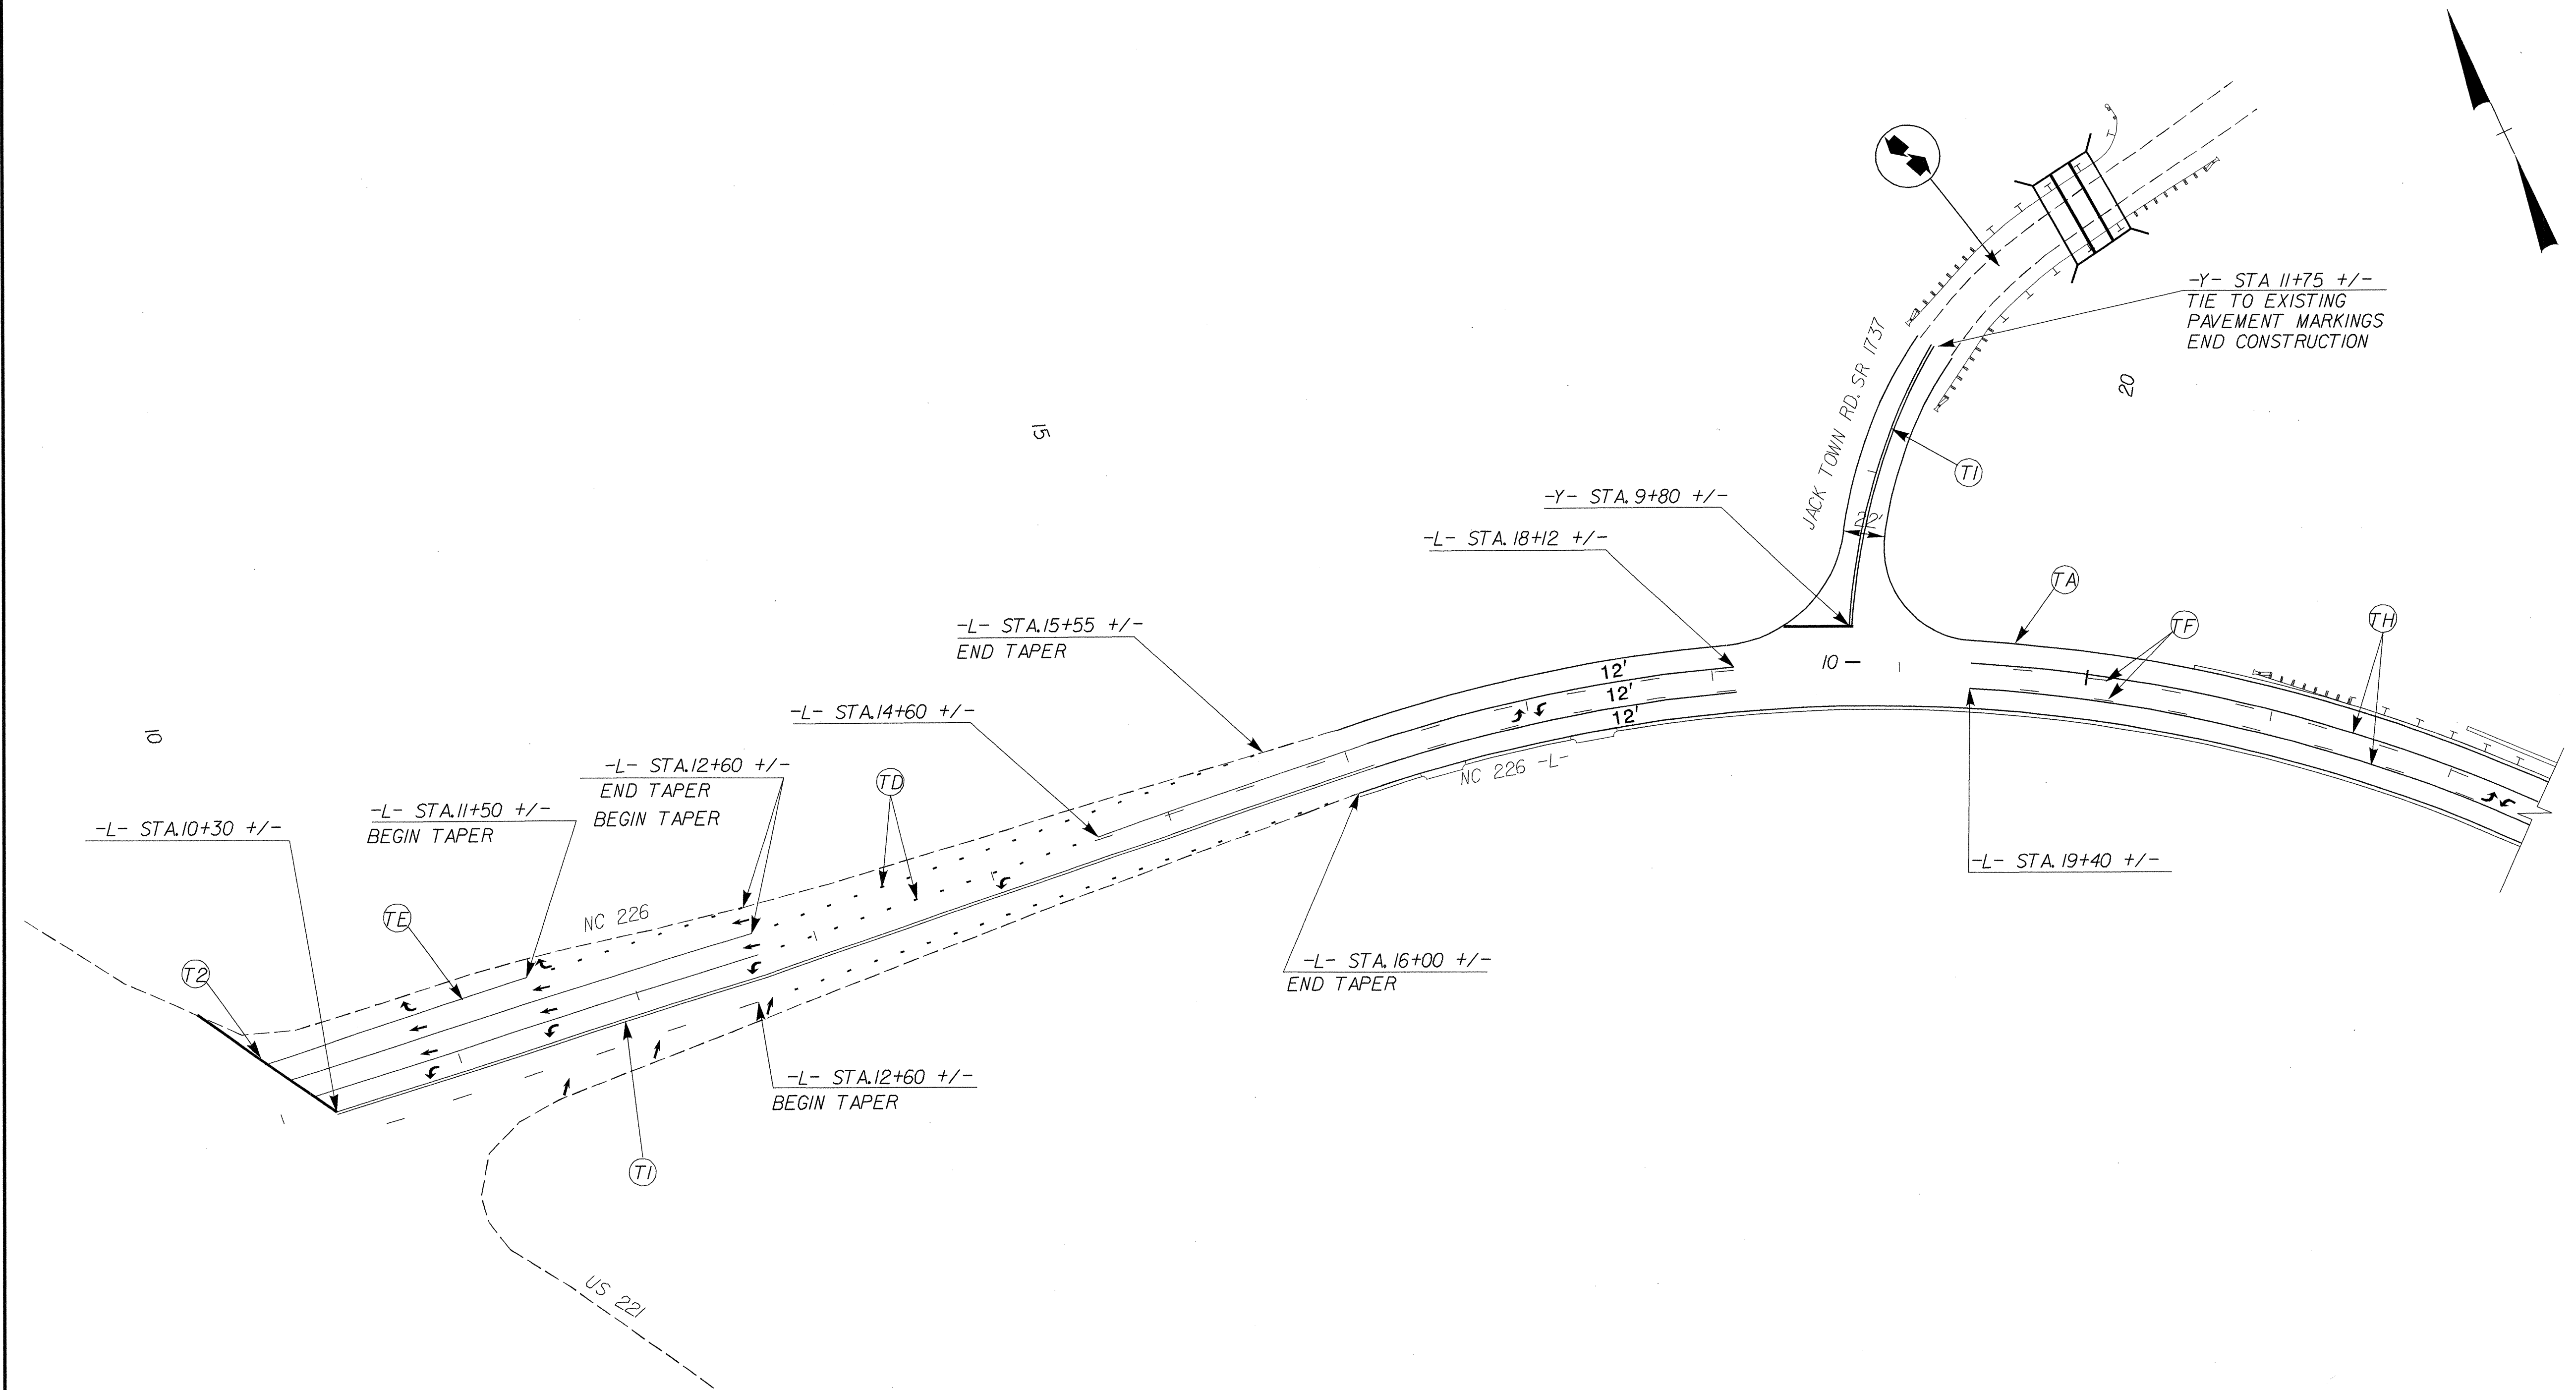 -Y- STA 11+75 +/-
TIE TO EXISTING
PAVEMENT MARKINGS
END CONSTRUCTION
20
JACK TOWN RD. SR 1737
15
T1
-Y- STA. 9+80 +/-
22'
-L- STA. 18+12 +/-
TA
TF
TH
-L- STA. 15+55 +/-
END TAPER
10
12'
12'
12'
-L- STA. 14+60 +/-
10
NC 226 -L-
-L- STA. 12+60 +/-
END TAPER
BEGIN TAPER
TD
-L- STA. 11+50 +/-
BEGIN TAPER
-L- STA. 10+30 +/-
-L- STA. 19+40 +/-
TE
NC 226
T2
-L- STA. 16+00 +/-
END TAPER
-L- STA. 12+60 +/-
BEGIN TAPER
T1
US 221